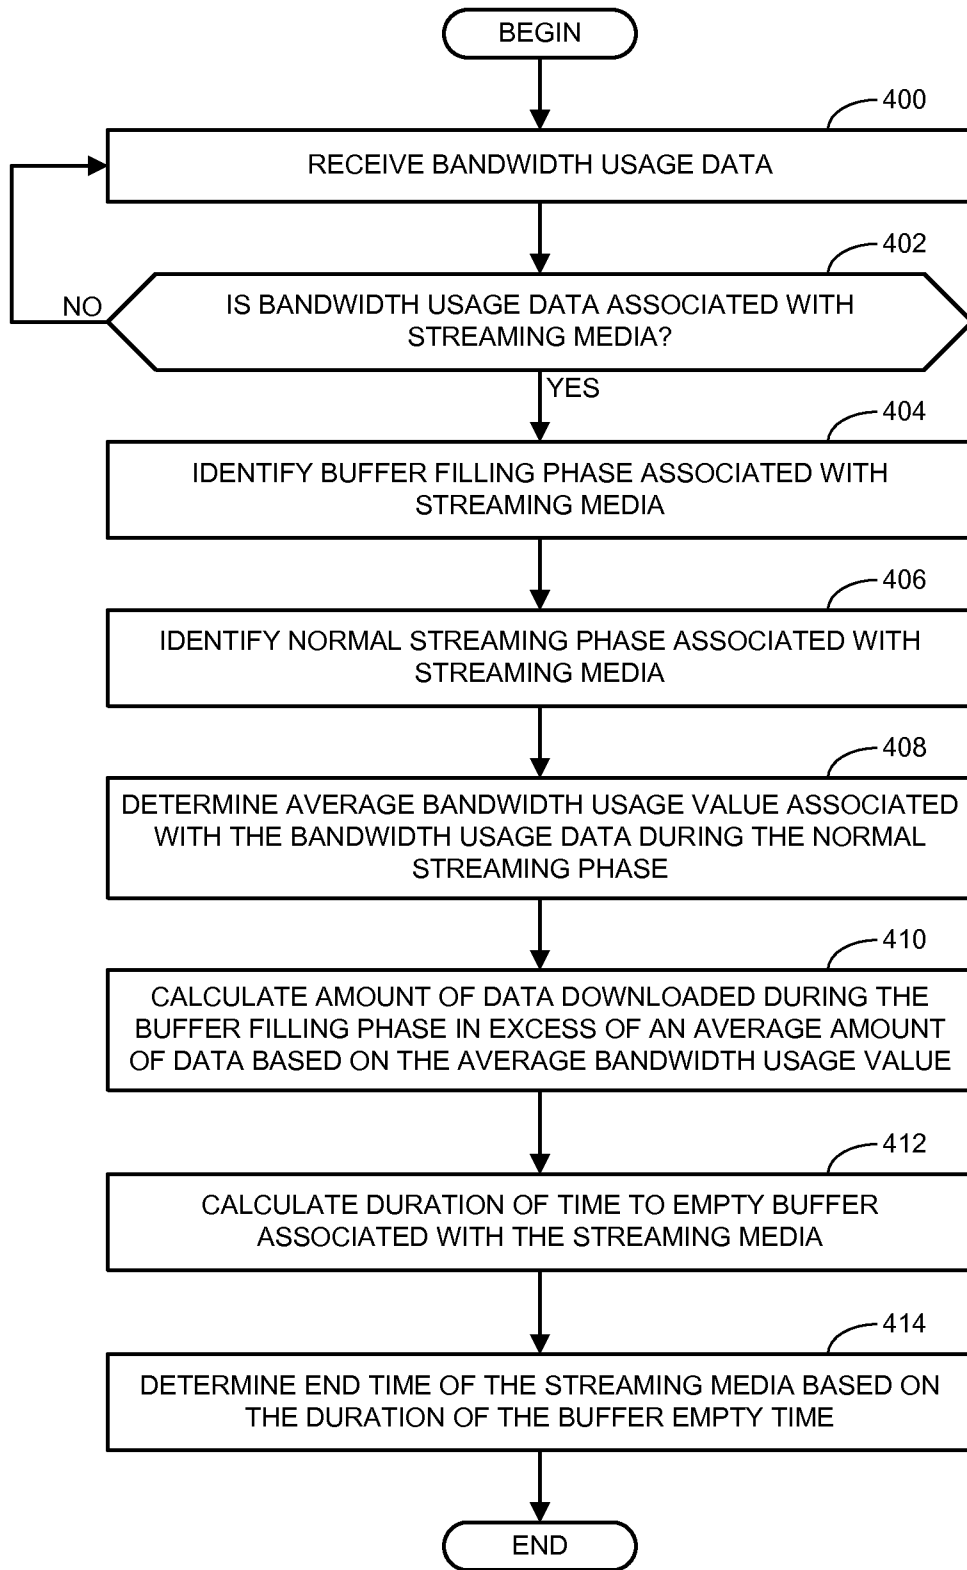 BEGIN
400
RECEIVE BANDWIDTH USAGE DATA
402
IS BANDWIDTH USAGE DATA ASSOCIATED WITH
STREAMING MEDIA?
NO
YES
404
IDENTIFY BUFFER FILLING PHASE ASSOCIATED WITH
STREAMING MEDIA
406
IDENTIFY NORMAL STREAMING PHASE ASSOCIATED WITH
STREAMING MEDIA
408
DETERMINE AVERAGE BANDWIDTH USAGE VALUE ASSOCIATED
WITH THE BANDWIDTH USAGE DATA DURING THE NORMAL
STREAMING PHASE
410
CALCULATE AMOUNT OF DATA DOWNLOADED DURING THE
BUFFER FILLING PHASE IN EXCESS OF AN AVERAGE AMOUNT
OF DATA BASED ON THE AVERAGE BANDWIDTH USAGE VALUE
412
CALCULATE DURATION OF TIME TO EMPTY BUFFER
ASSOCIATED WITH THE STREAMING MEDIA
414
DETERMINE END TIME OF THE STREAMING MEDIA BASED ON
THE DURATION OF THE BUFFER EMPTY TIME
END